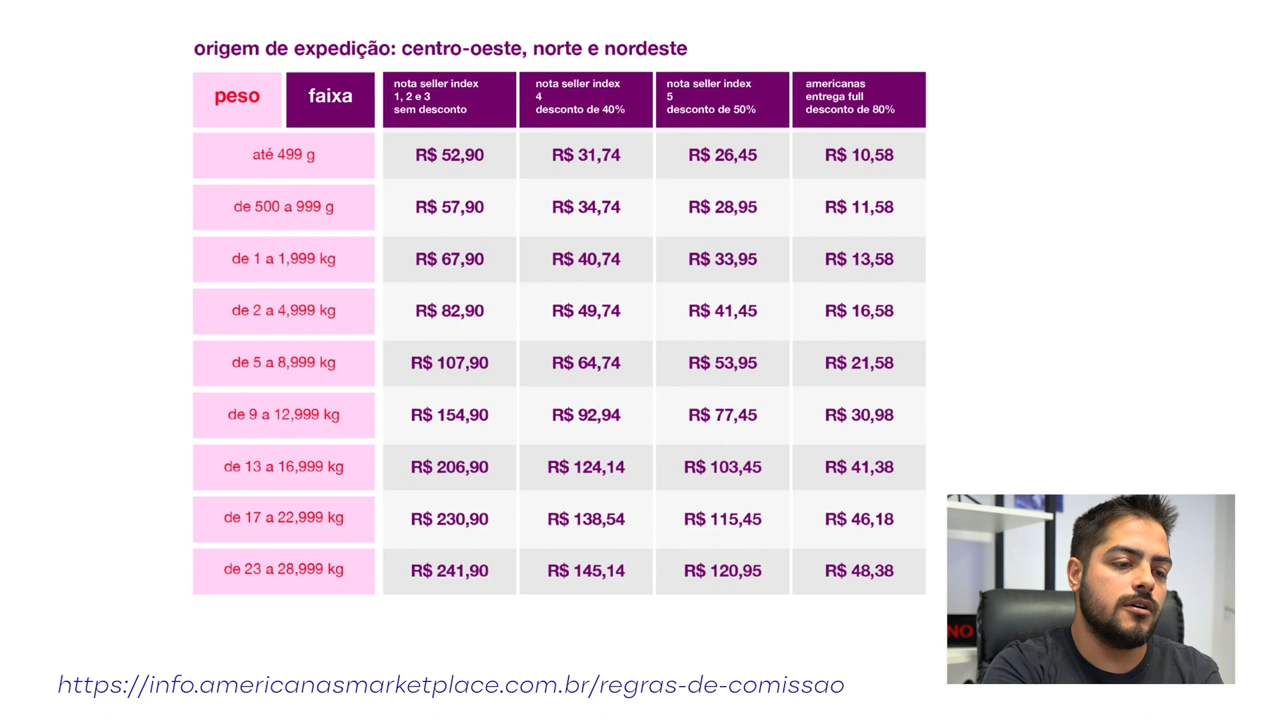 origem de expedição: centro-oeste, norte e nordeste
peso faixa
nota seller index
1, 2 e 3
sem desconto
nota seller index
4
desconto de 40%
nota seller index
5
desconto de 50%
americanas
entrega full
desconto de 80%
até 499 g R$ 52,90 R$ 31,74 R$ 26,45 R$ 10,58
de 500 a 999 g R$ 57,90 R$ 34,74 R$ 28,95 R$ 11,58
de 1 a 1,999 kg R$ 67,90 R$ 40,74 R$ 33,95 R$ 13,58
de 2 a 4,999 kg R$ 82,90 R$ 49,74 R$ 41,45 R$ 16,58
de 5 a 8,999 kg R$ 107,90 R$ 64,74 R$ 53,95 R$ 21,58
de 9 a 12,999 kg R$ 154,90 R$ 92,94 R$ 77,45 R$ 30,98
de 13 a 16,999 kg R$ 206,90 R$ 124,14 R$ 103,45 R$ 41,38
de 17 a 22,999 kg R$ 230,90 R$ 138,54 R$ 115,45 R$ 46,18
de 23 a 28,999 kg R$ 241,90 R$ 145,14 R$ 120,95 R$ 48,38
NO
https://info.americanasmarketplace.com.br/regras-de-comissao